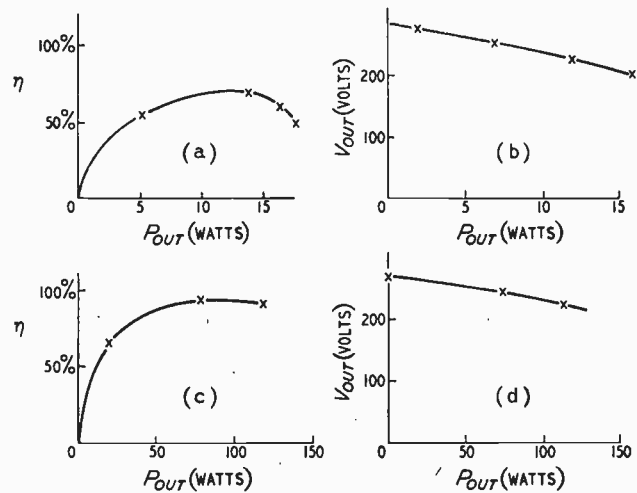 100%
η
50%
(a)
0
5
10
15
P_OUT (WATTS)
V_OUT (VOLTS)
200
100
(b)
0
5
10
15
P_OUT (WATTS)
100%
η
50%
(c)
0
50
100
150
P_OUT (WATTS)
V_OUT (VOLTS)
200
100
(d)
0
50
100
150
P_OUT (WATTS)